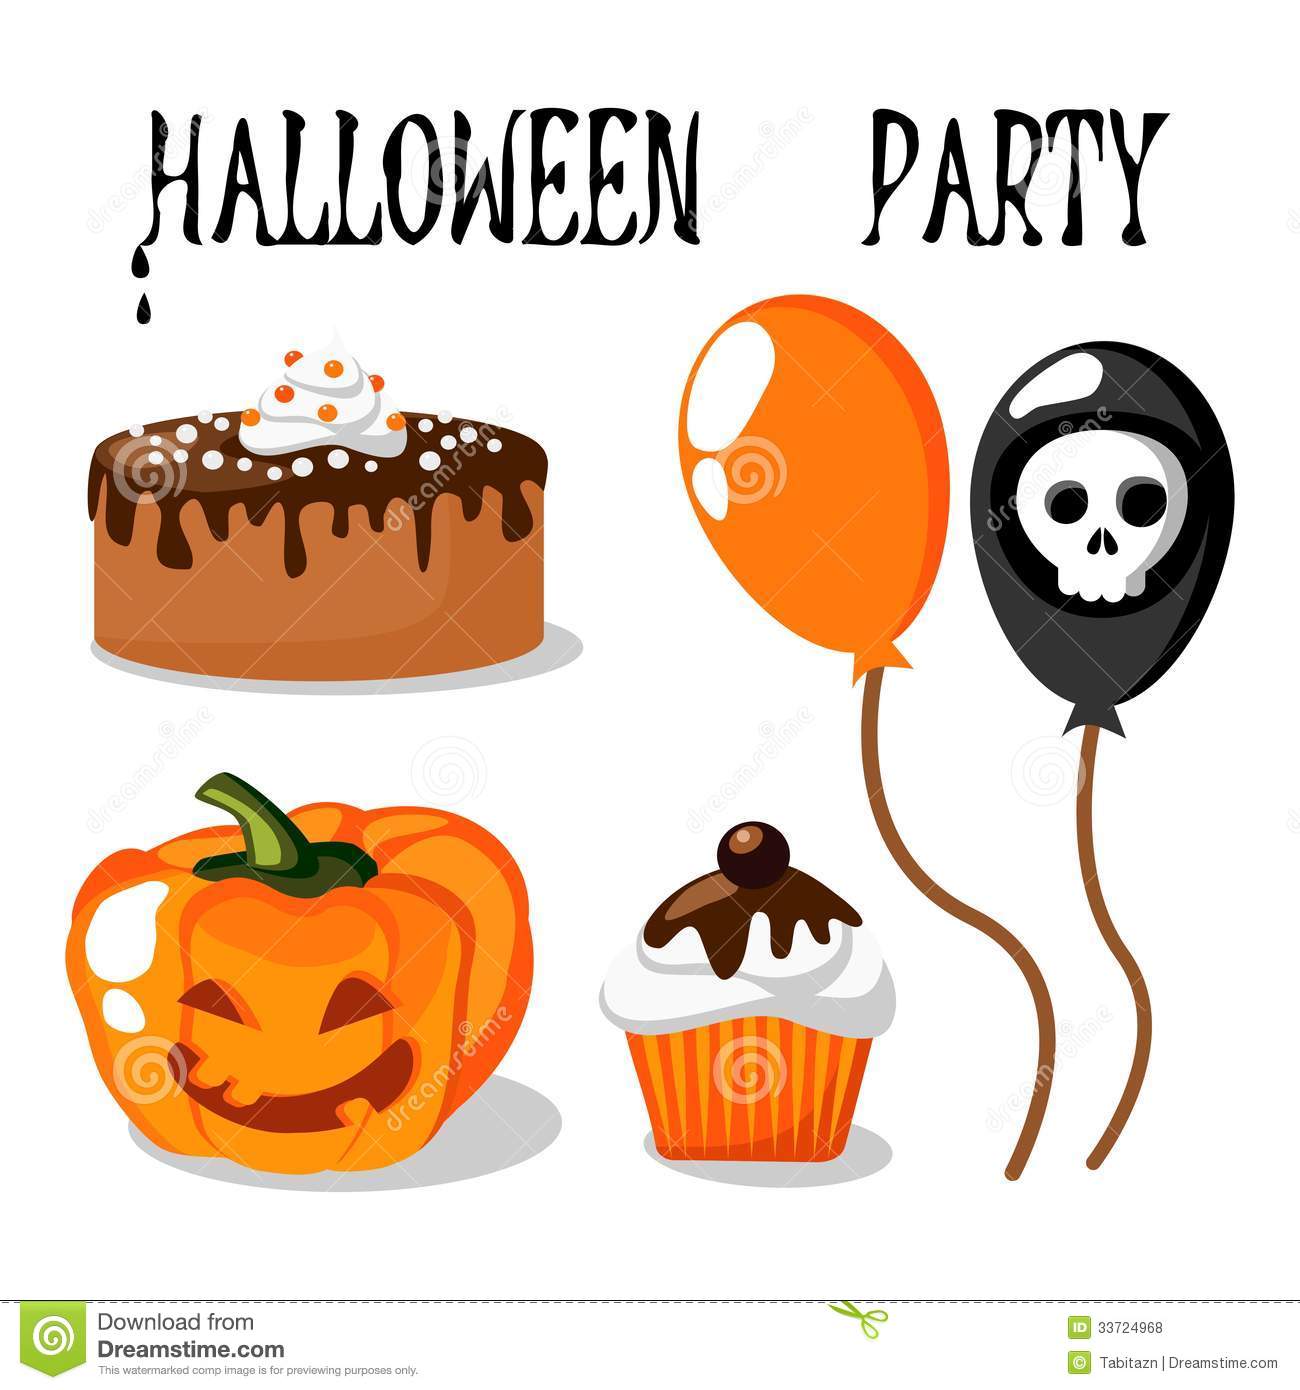 HALLOWEEN PARTY
Download from
Dreamstime.com
This watermarked comp image is for previewing purposes only.
ID 33724968
© Tabitazn | Dreamstime.com